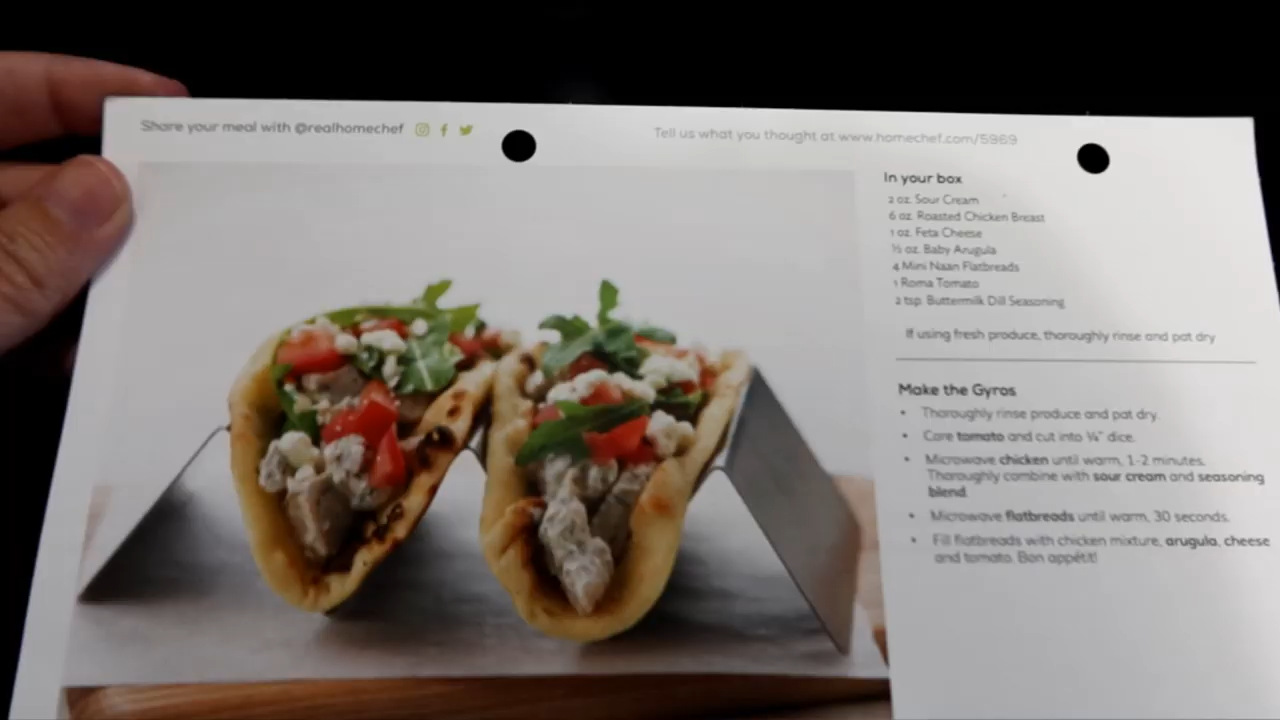 Share your meal with @realhomechef
Tell us what you thought at www.homechef.com/5989
In your box
2 oz. Sour Cream
6 oz. Roasted Chicken Breast
1 oz. Feta Cheese
½ oz. Baby Arugula
4 Mini Naan Flatbreads
1 Roma Tomato
2 tsp. Buttermilk Dill Seasoning
If using fresh produce, thoroughly rinse and pat dry
Make the Gyros
• Thoroughly rinse produce and pat dry.
• Core tomato and cut into ¼" dice.
• Microwave chicken until warm, 1-2 minutes.
Thoroughly combine with sour cream and seasoning
blend.
• Microwave flatbreads until warm, 30 seconds.
• Fill flatbreads with chicken mixture, arugula, cheese
and tomato. Bon appétit!